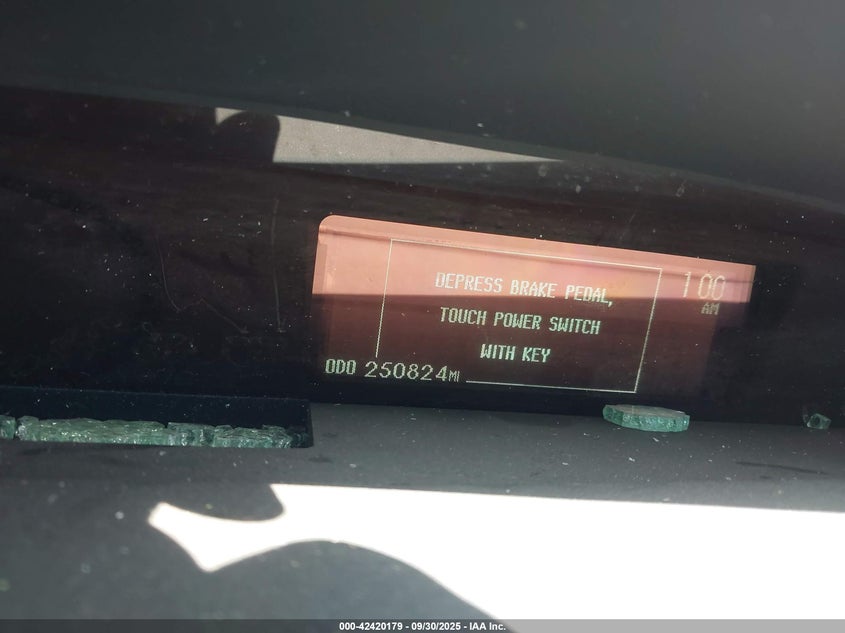 DEPRESS BRAKE PEDAL,
TOUCH POWER SWITCH
WITH KEY
1:00
AM
ODO 250824MI
000-42420179 - 09/30/2025 - IAA Inc.